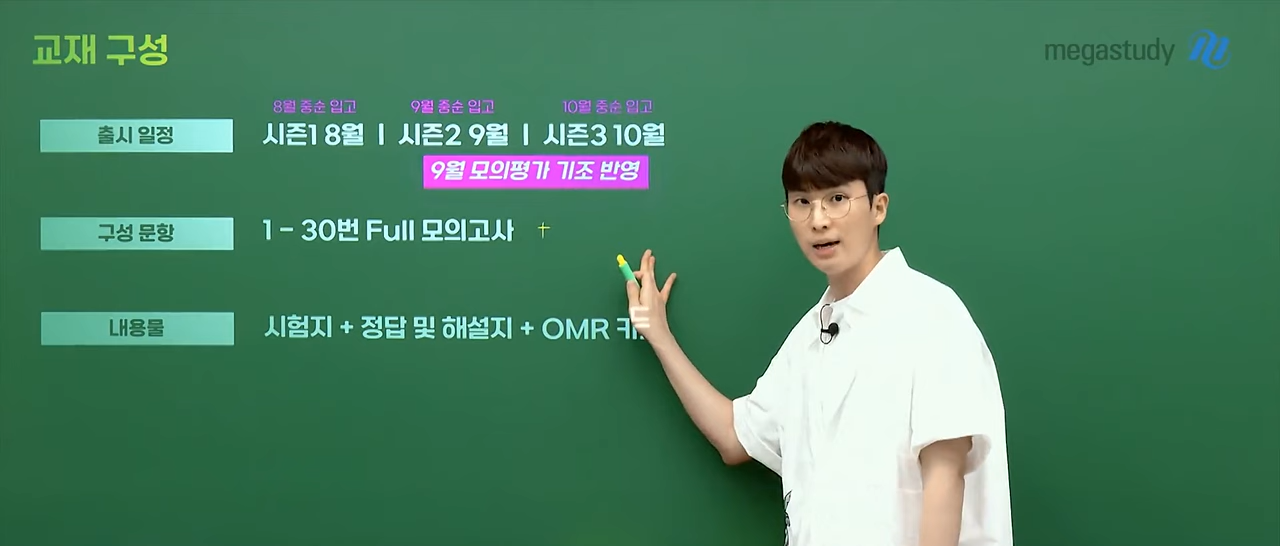 교재 구성
megastudy
8월 중순 입고 9월 중순 입고 10월 중순 입고
출시 일정 시즌1 8월 | 시즌2 9월 | 시즌3 10월
9월 모의평가 기조 반영
구성 문항 1 - 30번 Full 모의고사 +
내용물 시험지 + 정답 및 해설지 + OMR